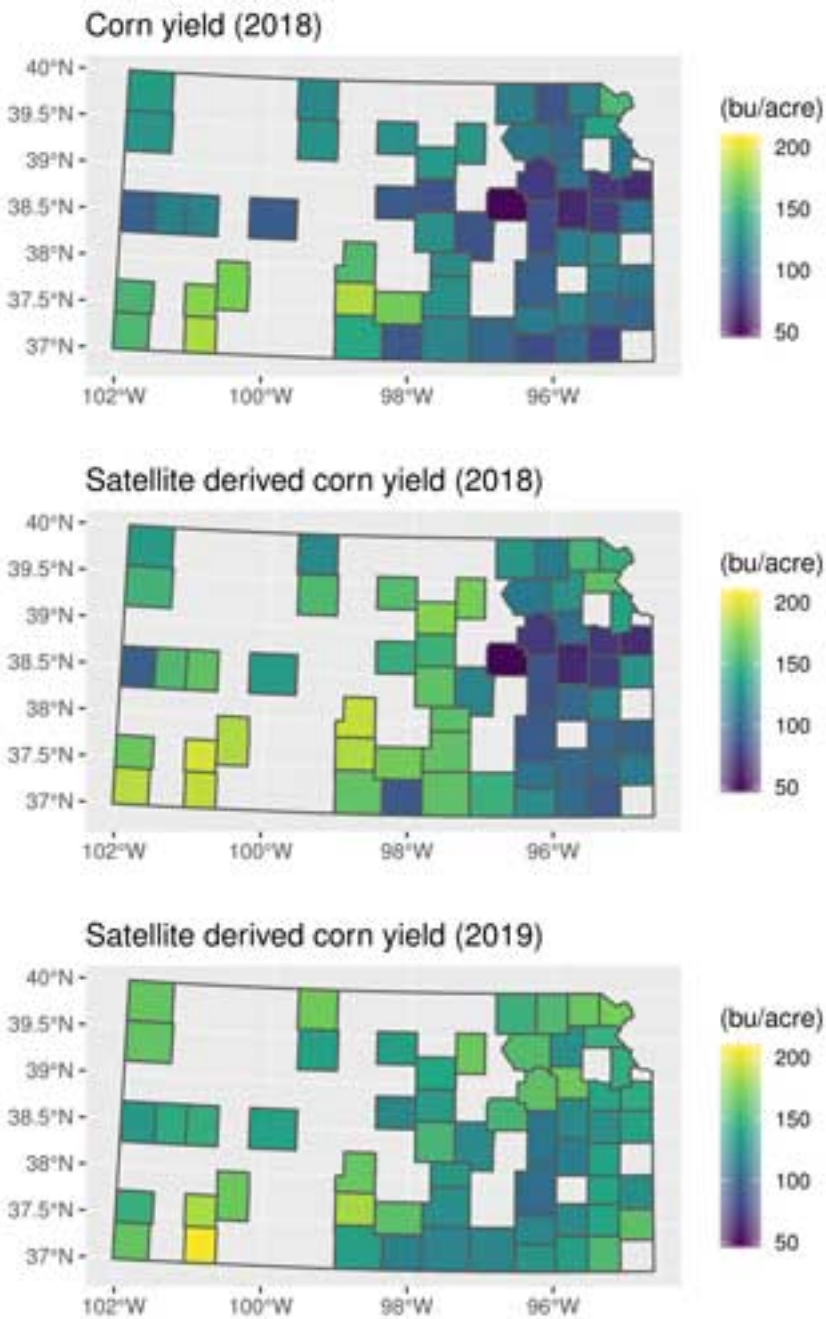 Corn yield (2018)
40°N
39.5°N
39°N
38.5°N
38°N
37.5°N
37°N
102°W 100°W 98°W 96°W
(bu/acre)
200
150
100
50
Satellite derived corn yield (2018)
40°N
39.5°N
39°N
38.5°N
38°N
37.5°N
37°N
102°W 100°W 98°W 96°W
(bu/acre)
200
150
100
50
Satellite derived corn yield (2019)
40°N
39.5°N
39°N
38.5°N
38°N
37.5°N
37°N
102°W 100°W 98°W 96°W
(bu/acre)
200
150
100
50